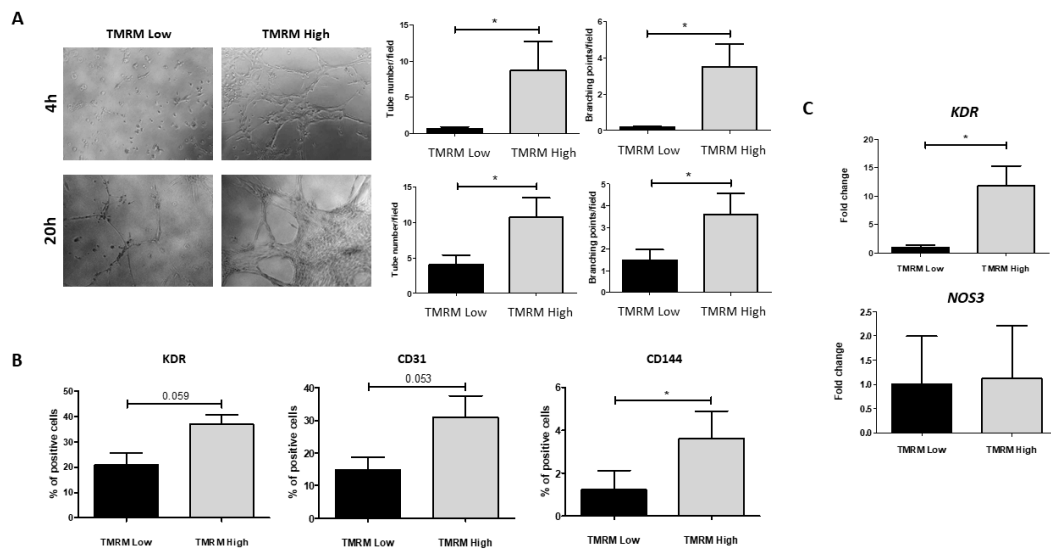 A
TMRM Low
TMRM High
4h
20h
Tube number/field
15
10
5
0
*
TMRM Low
TMRM High
Branching points/field
6
4
2
0
*
TMRM Low
TMRM High
Tube number/field
15
10
5
0
*
TMRM Low
TMRM High
Branching points/field
5
4
3
2
1
0
*
TMRM Low
TMRM High
B
KDR
% of positive cells
50
40
30
20
10
0
0.059
TMRM Low
TMRM High
CD31
% of positive cells
40
30
20
10
0
0.053
TMRM Low
TMRM High
CD144
% of positive cells
6
4
2
0
*
TMRM Low
TMRM High
C
KDR
Fold change
20
15
10
5
0
*
TMRM Low
TMRM High
NOS3
Fold change
2.5
2.0
1.5
1.0
0.5
0.0
TMRM Low
TMRM High